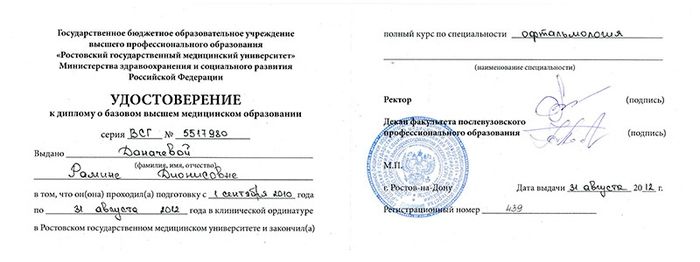 Государственное бюджетное образовательное учреждение
высшего профессионального образования
«Ростовский государственный медицинский университет»
Министерства здравоохранения и социального развития
Российской Федерации
УДОСТОВЕРЕНИЕ
к диплому о базовом высшем медицинском образовании
серия ВСГ № 5517980
Выдано Даначевой
(фамилия, имя, отчество)
Рамине Дионисовне
в том, что он(она) проходил(а) подготовку с 1 сентября 2010 года
по 31 августа 2012 года в клинической ординатуре
в Ростовском государственном медицинском университете и закончил(а)
полный курс по специальности офтальмология
(наименование специальности)
Ректор (подпись)
Декан факультета послевузовского
профессионального образования (подпись)
М.П.
г. Ростов-на-Дону Дата выдачи 31 августа 2012 г.
Регистрационный номер 439